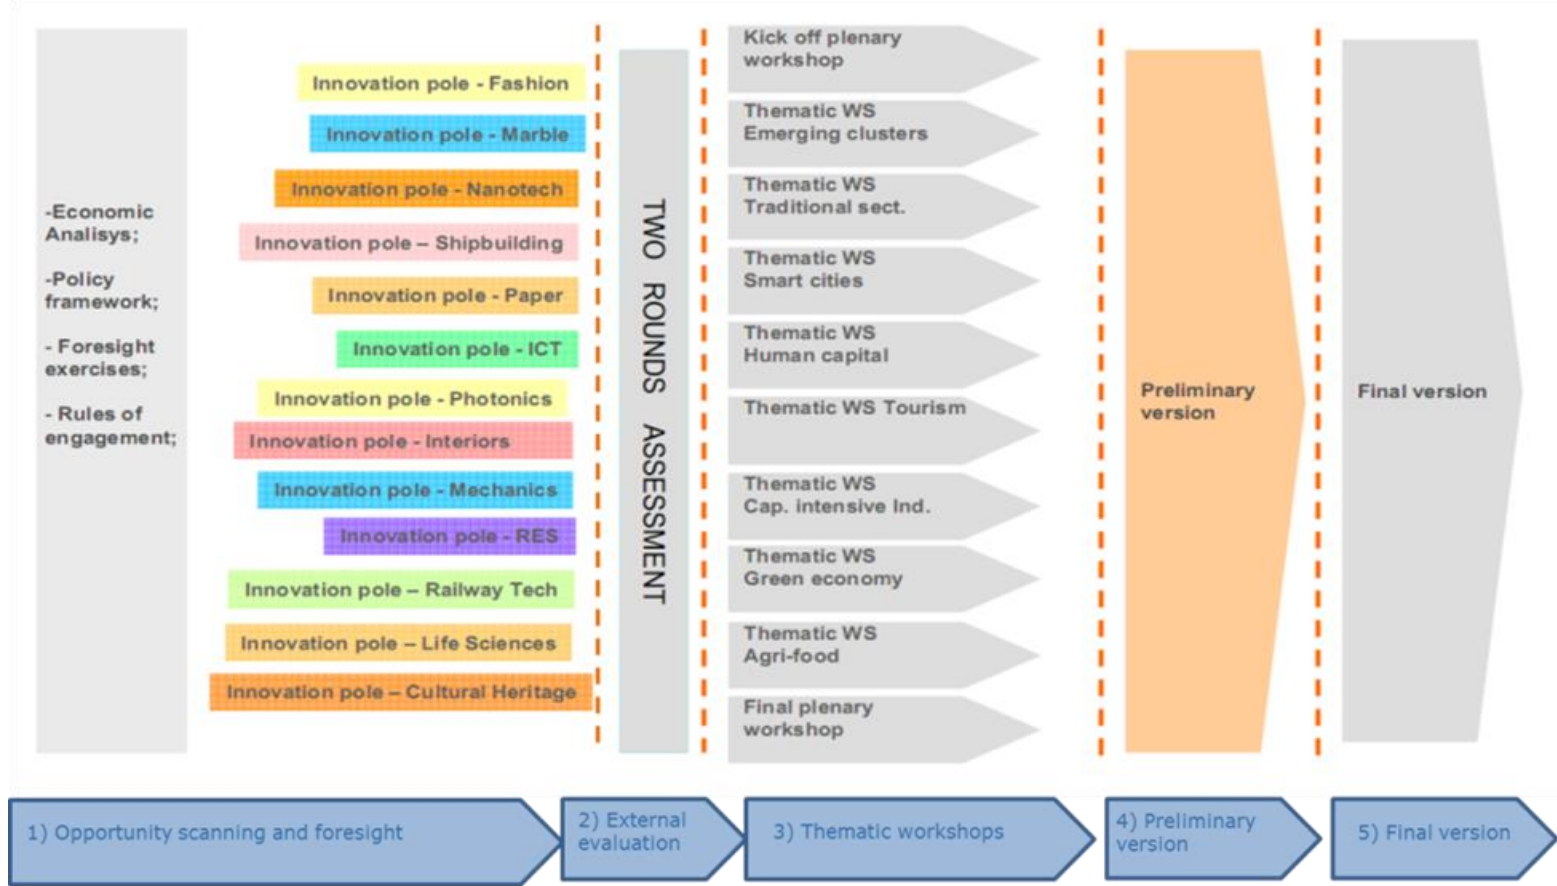 -Economic
Analisys;
-Policy
framework;
- Foresight
exercises;
- Rules of
engagement;
Innovation pole - Fashion
Innovation pole - Marble
Innovation pole - Nanotech
Innovation pole – Shipbuilding
Innovation pole - Paper
Innovation pole - ICT
Innovation pole - Photonics
Innovation pole - Interiors
Innovation pole - Mechanics
Innovation pole - RES
Innovation pole – Railway Tech
Innovation pole – Life Sciences
Innovation pole – Cultural Heritage
TWO ROUNDS ASSESSMENT
Kick off plenary
workshop
Thematic WS
Emerging clusters
Thematic WS
Traditional sect.
Thematic WS
Smart cities
Thematic WS
Human capital
Thematic WS Tourism
Thematic WS
Cap. intensive Ind.
Thematic WS
Green economy
Thematic WS
Agri-food
Final plenary
workshop
Preliminary
version
Final version
1) Opportunity scanning and foresight
2) External
evaluation
3) Thematic workshops
4) Preliminary
version
5) Final version